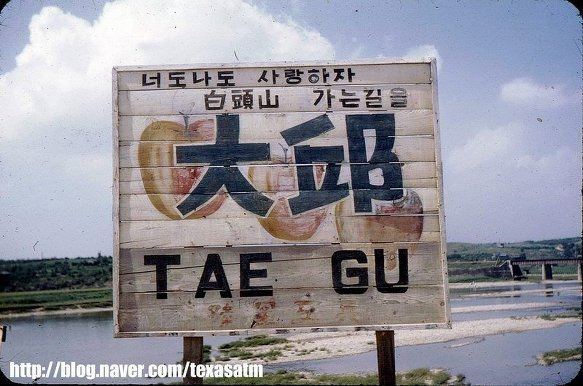 너도나도 사랑하자
白頭山 가는길을
大邱
TAE GU
http://blog.naver.com/texasatm